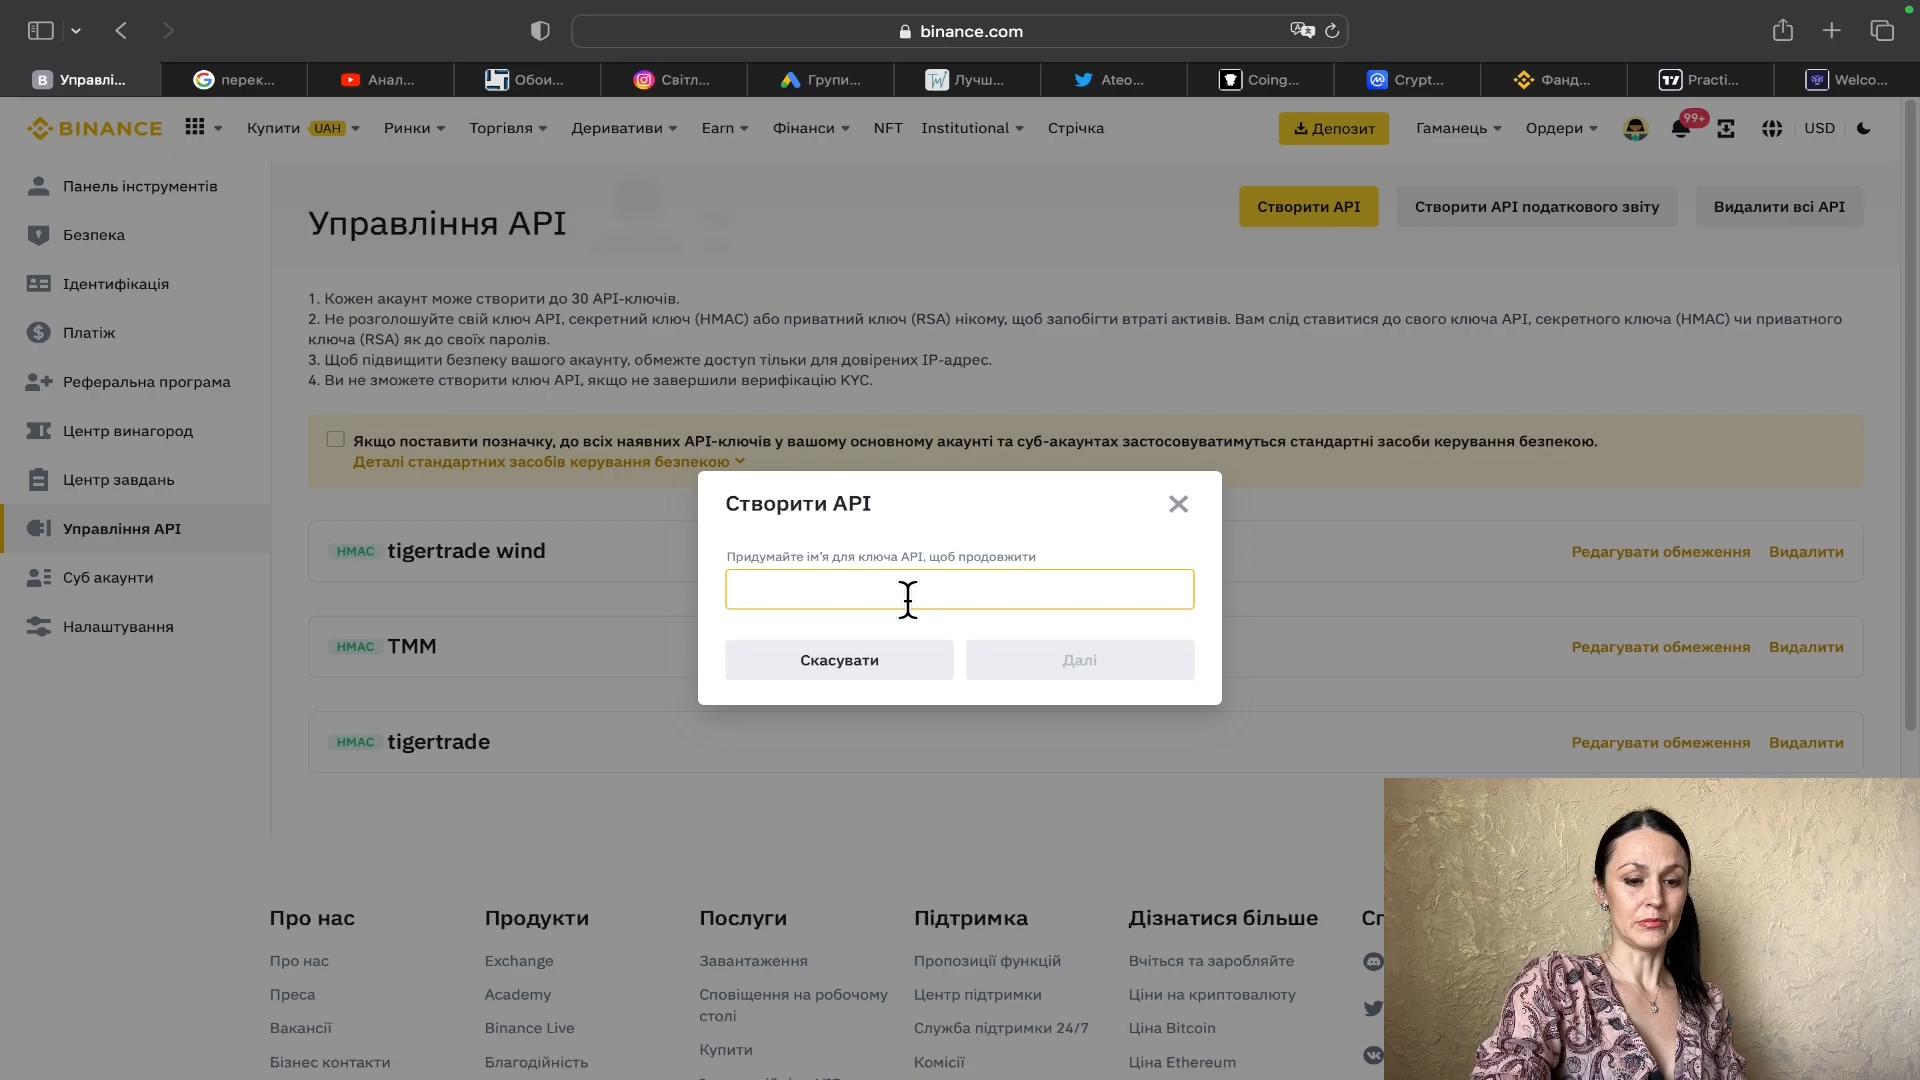 binance.com
Управлі...
перек...
Анал...
Обои...
Світл...
Групи...
Лучш...
Ateo...
Coing...
Crypt...
Фанд...
Practi...
Welco...
BINANCE
Купити UAH
Ринки
Торгівля
Деривативи
Earn
Фінанси
NFT
Institutional
Стрічка
Депозит
Гаманець
Ордери
99+
USD
Панель інструментів
Безпека
Ідентифікація
Платіж
Реферальна програма
Центр винагород
Центр завдань
Управління API
Суб акаунти
Налаштування
Управління API
Створити API
Створити API податкового звіту
Видалити всі API
1. Кожен акаунт може створити до 30 API-ключів.
2. Не розголошуйте свій ключ API, секретний ключ (HMAC) або приватний ключ (RSA) нікому, щоб запобігти втраті активів. Вам слід ставитися до свого ключа API, секретного ключа (HMAC) чи приватного
ключа (RSA) як до своїх паролів.
3. Щоб підвищити безпеку вашого акаунту, обмежте доступ тільки для довірених IP-адрес.
4. Ви не зможете створити ключ API, якщо не завершили верифікацію KYC.
Якщо поставити позначку, до всіх наявних API-ключів у вашому основному акаунті та суб-акаунтах застосовуватимуться стандартні засоби керування безпекою.
Деталі стандартних засобів керування безпекою
Створити API
Придумайте ім'я для ключа API, щоб продовжити
Скасувати
Далі
HMAC tigertrade wind
Редагувати обмеження
Видалити
HMAC TMM
Редагувати обмеження
Видалити
HMAC tigertrade
Редагувати обмеження
Видалити
Про нас
Продукти
Послуги
Підтримка
Дізнатися більше
Сп
Про нас
Exchange
Завантаження
Пропозиції функцій
Вчіться та заробляйте
Преса
Academy
Сповіщення на робочому
столі
Центр підтримки
Ціни на криптовалюту
Вакансії
Binance Live
Служба підтримки 24/7
Ціна Bitcoin
Купити
Бізнес контакти
Благодійність
Комісії
Ціна Ethereum